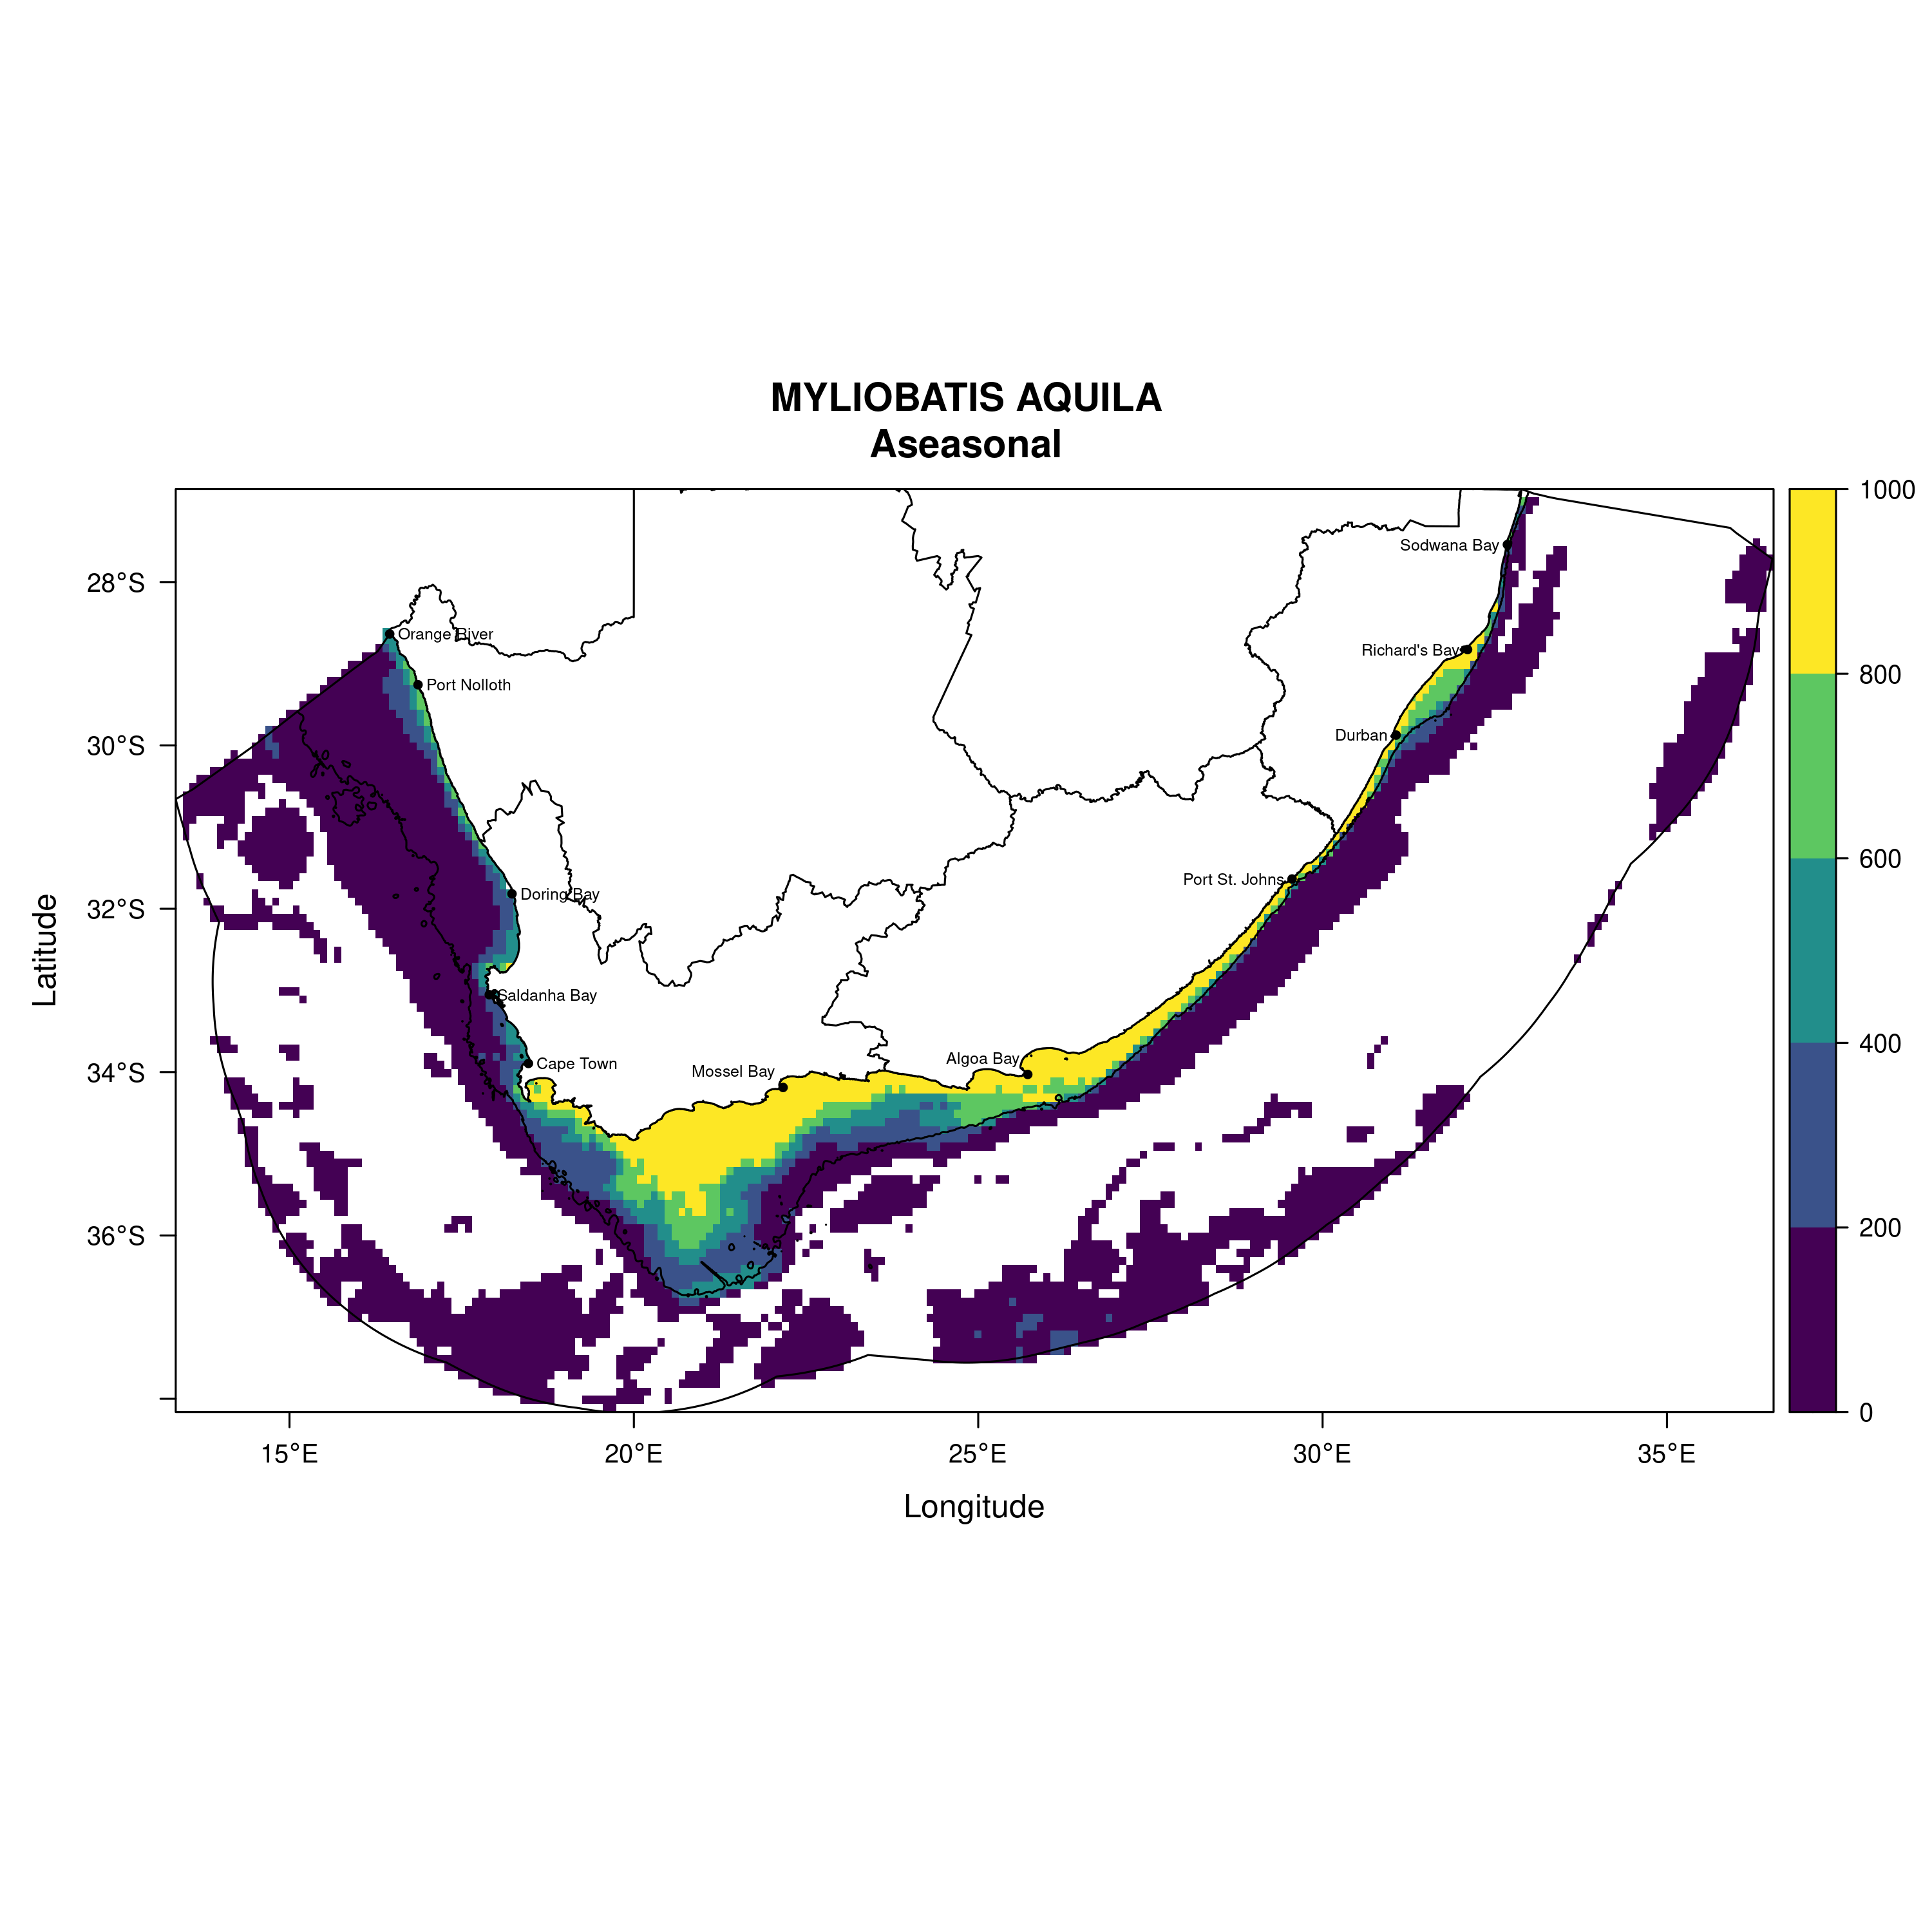 MYLIOBATIS AQUILA
Aseasonal
1000
800
600
400
200
0
28°S
30°S
32°S
34°S
36°S
Latitude
Sodwana Bay
Orange River
Richard's Bay
Port Nolloth
Durban
Port St. Johns
Doring Bay
Saldanha Bay
Cape Town
Algoa Bay
Mossel Bay
15°E
20°E
25°E
30°E
35°E
Longitude